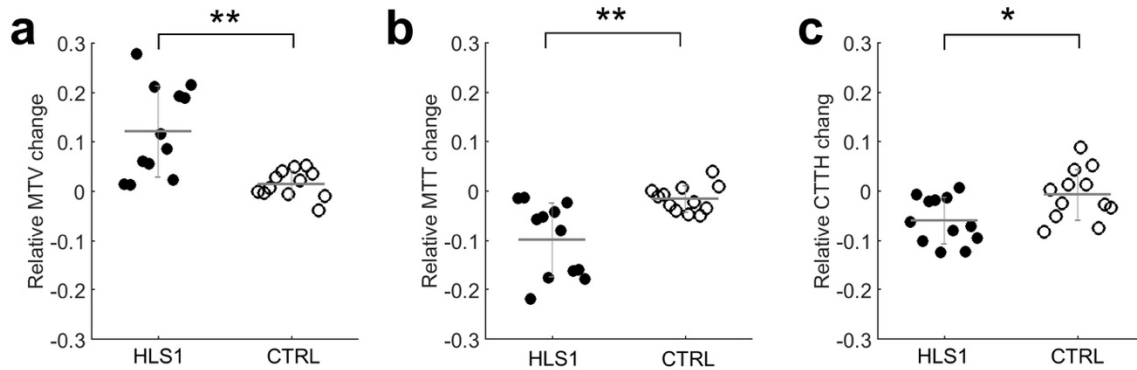 a
**
Relative MTV change
0.3
0.2
0.1
0
-0.1
-0.2
-0.3
HLS1 CTRL
b
**
Relative MTT change
0.3
0.2
0.1
0
-0.1
-0.2
-0.3
HLS1 CTRL
c
*
Relative CTTH chang
0.3
0.2
0.1
0
-0.1
-0.2
-0.3
HLS1 CTRL